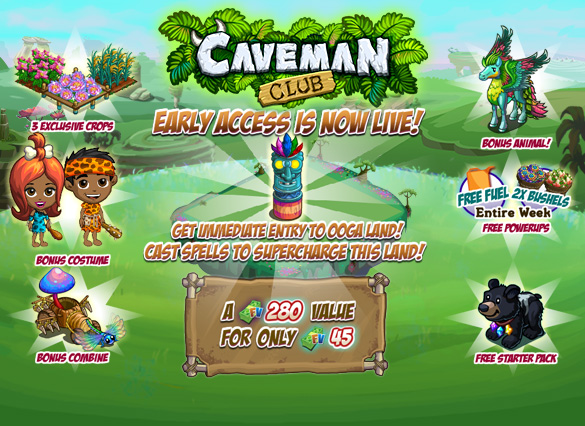 CAVEMAN
CLUB
EARLY ACCESS IS NOW LIVE!
3 EXCLUSIVE CROPS
BONUS ANIMAL!
GET IMMEDIATE ENTRY TO OOGA LAND!
CAST SPELLS TO SUPERCHARGE THIS LAND!
FREE FUEL 2X BUSHELS
Entire Week
FREE POWERUPS
BONUS COSTUME
A FV 280 VALUE
FOR ONLY FV 45
BONUS COMBINE
FREE STARTER PACK